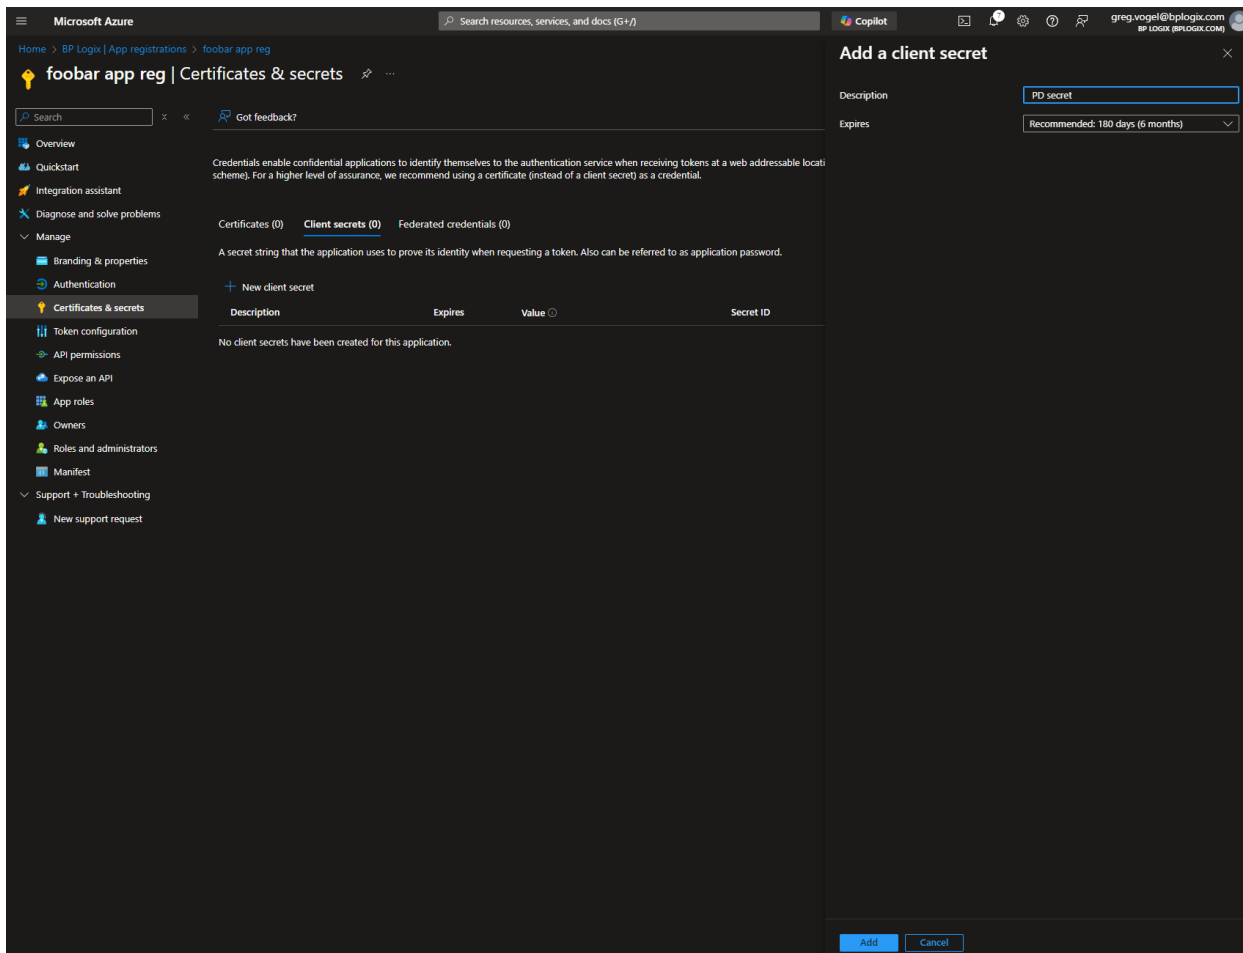 Microsoft Azure
Search resources, services, and docs (G+/)
Copilot
7
greg.vogel@bplogix.com
BP LOGIX (BPLOGIX.COM)
Home > BP Logix | App registrations > foobar app reg
foobar app reg | Certificates & secrets
Search
Overview
Quickstart
Integration assistant
Diagnose and solve problems
Manage
Branding & properties
Authentication
Certificates & secrets
Token configuration
API permissions
Expose an API
App roles
Owners
Roles and administrators
Manifest
Support + Troubleshooting
New support request
Got feedback?
Credentials enable confidential applications to identify themselves to the authentication service when receiving tokens at a web addressable locati
scheme). For a higher level of assurance, we recommend using a certificate (instead of a client secret) as a credential.
Certificates (0) Client secrets (0) Federated credentials (0)
A secret string that the application uses to prove its identity when requesting a token. Also can be referred to as application password.
New client secret
Description Expires Value Secret ID
No client secrets have been created for this application.
Add a client secret
Description PD secret
Expires Recommended: 180 days (6 months)
Add Cancel